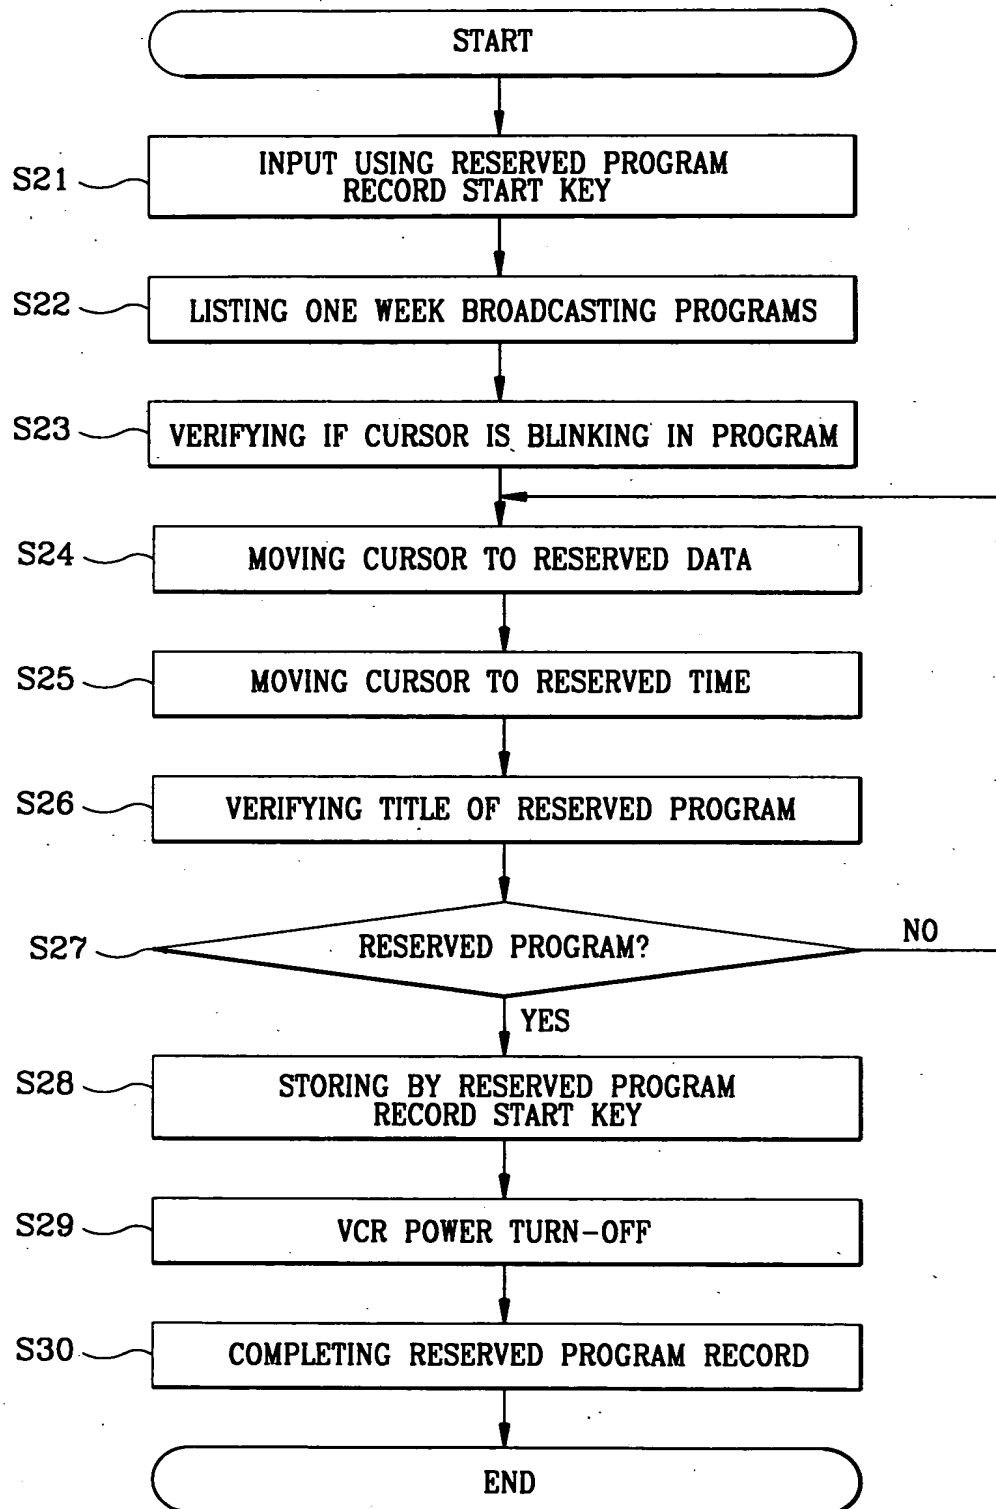 START
S21
INPUT USING RESERVED PROGRAM
RECORD START KEY
S22
LISTING ONE WEEK BROADCASTING PROGRAMS
S23
VERIFYING IF CURSOR IS BLINKING IN PROGRAM
S24
MOVING CURSOR TO RESERVED DATA
S25
MOVING CURSOR TO RESERVED TIME
S26
VERIFYING TITLE OF RESERVED PROGRAM
S27
RESERVED PROGRAM?
NO
YES
S28
STORING BY RESERVED PROGRAM
RECORD START KEY
S29
VCR POWER TURN-OFF
S30
COMPLETING RESERVED PROGRAM RECORD
END